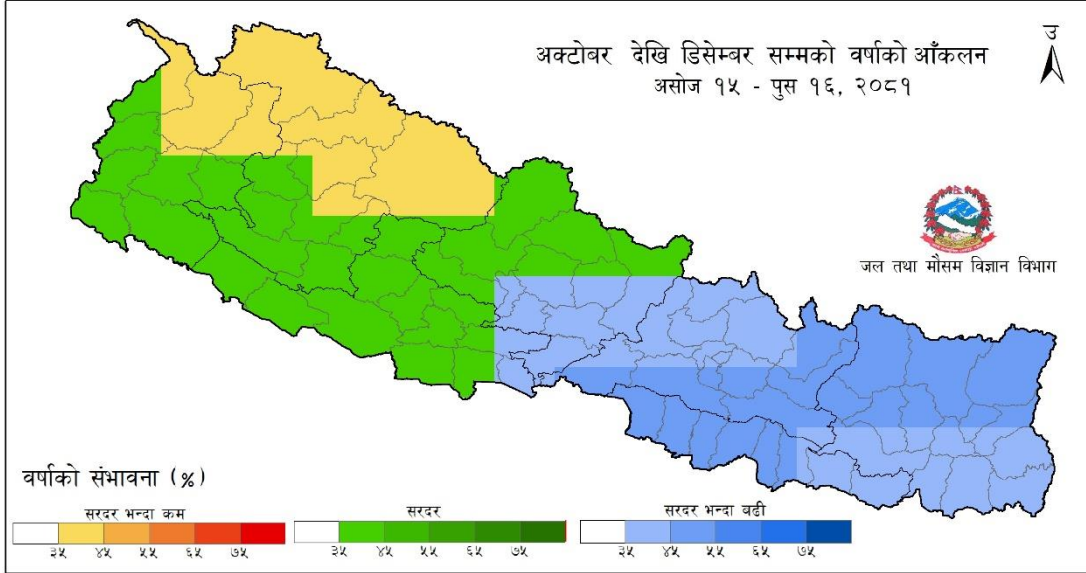 अक्टोबर देखि डिसेम्बर सम्मको वर्षाको आँकलन
असोज १५ - पुस १६, २०८१
उ
जल तथा मौसम विज्ञान विभाग
वर्षाको संभावना (%)
सरदर भन्दा कम
३५ ४५ ५५ ६५ ७५
सरदर
३५ ४५ ५५ ६५ ७५
सरदर भन्दा बढी
३५ ४५ ५५ ६५ ७५